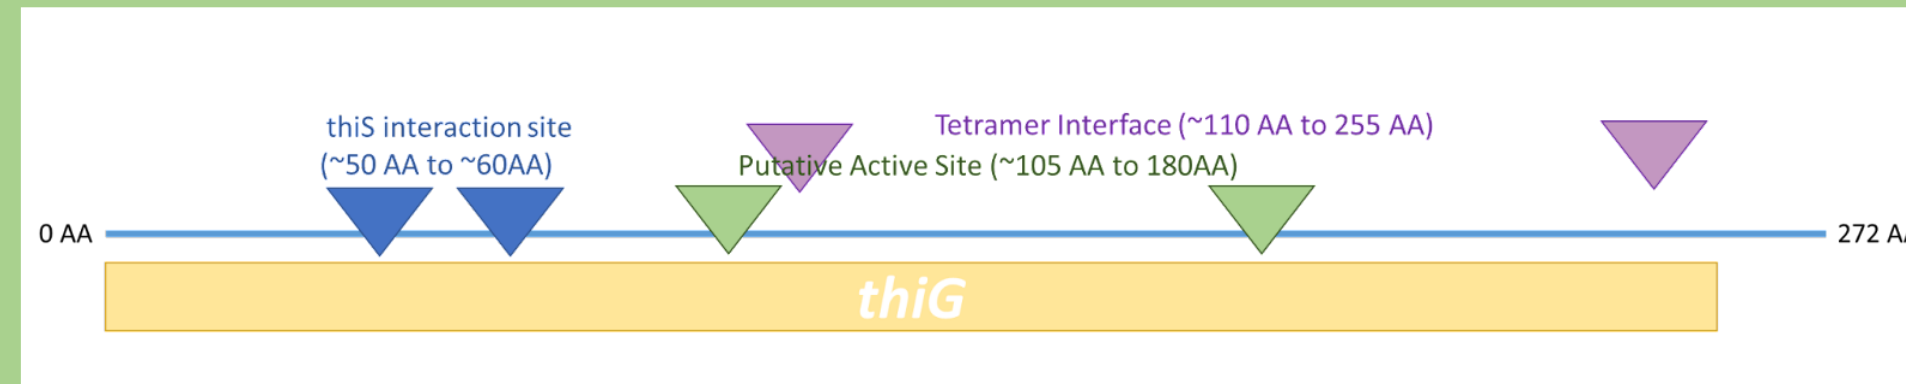 thiS interaction site
(~50 AA to ~60AA)
Tetramer Interface (~110 AA to 255 AA)
Putative Active Site (~105 AA to 180AA)
0 AA
272 A
thiG